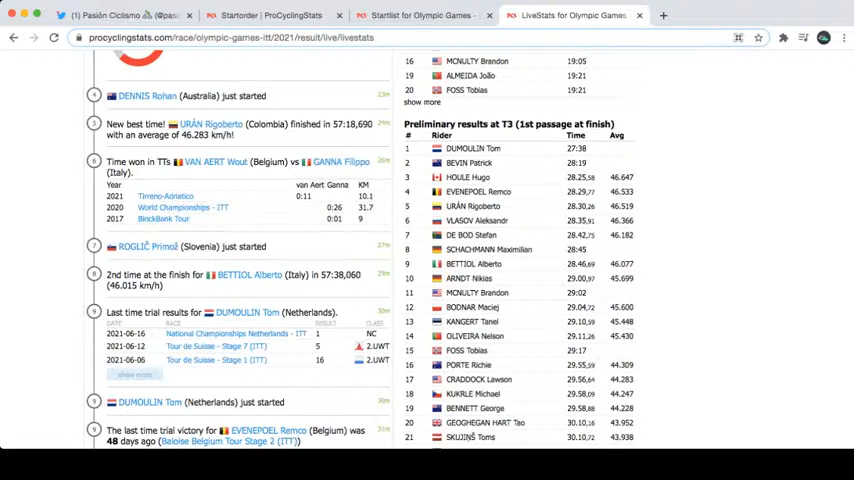 (1) Pasión Ciclismo (@pas
Startorder | ProCyclingStats
Startlist for Olympic Games -
LiveStats for Olympic Games
procyclingstats.com/race/olympic-games-itt/2021/result/live/livestats
4 DENNIS Rohan (Australia) just started 23m
5 New best time! URÁN Rigoberto (Colombia) finished in 57:18,690 24m
with an average of 46.283 km/h!
6 Time won in TTs VAN AERT Wout (Belgium) vs GANNA Filippo 26m
(Italy).
Year van Aert Ganna KM
2021 Tirreno-Adriatico 0:11 10.1
2020 World Championships - ITT 0:26 31.7
2017 BinckBank Tour 0:01 9
7 ROGLIČ Primož (Slovenia) just started 27m
8 2nd time at the finish for BETTIOL Alberto (Italy) in 57:38,060 29m
(46.015 km/h)
9 Last time trial results for DUMOULIN Tom (Netherlands). 30m
DATE RACE RESULT CLASS
2021-06-16 National Championships Netherlands - ITT 1 NC
2021-06-12 Tour de Suisse - Stage 7 (ITT) 5 2.UWT
2021-06-06 Tour de Suisse - Stage 1 (ITT) 16 2.UWT
show more
9 DUMOULIN Tom (Netherlands) just started 30m
9 The last time trial victory for EVENEPOEL Remco (Belgium) was 31m
48 days ago (Baloise Belgium Tour Stage 2 (ITT))
16 MCNULTY Brandon 19:05
19 ALMEIDA João 19:21
20 FOSS Tobias 19:21
show more
Preliminary results at T3 (1st passage at finish)
# Rider Time Avg
1 DUMOULIN Tom 27:38
2 BEVIN Patrick 28:19
3 HOULE Hugo 28.25,58 46.647
4 EVENEPOEL Remco 28.29,77 46.533
5 URÁN Rigoberto 28.30,26 46.519
6 VLASOV Aleksandr 28.35,91 46.366
7 DE BOD Stefan 28.42,75 46.182
8 SCHACHMANN Maximilian 28:45
9 BETTIOL Alberto 28.46,69 46.077
10 ARNDT Nikias 29.00,97 45.699
11 MCNULTY Brandon 29:02
12 BODNAR Maciej 29.04,72 45.600
13 KANGERT Tanel 29.10,59 45.448
14 OLIVEIRA Nelson 29.11,26 45.430
15 FOSS Tobias 29:17
16 PORTE Richie 29.55,59 44.309
17 CRADDOCK Lawson 29.56,64 44.283
18 KUKRLE Michael 29.58,09 44.247
19 BENNETT George 29.58,88 44.228
20 GEOGHEGAN HART Tao 30.10,16 43.952
21 SKUJIŅŠ Toms 30.10,72 43.938